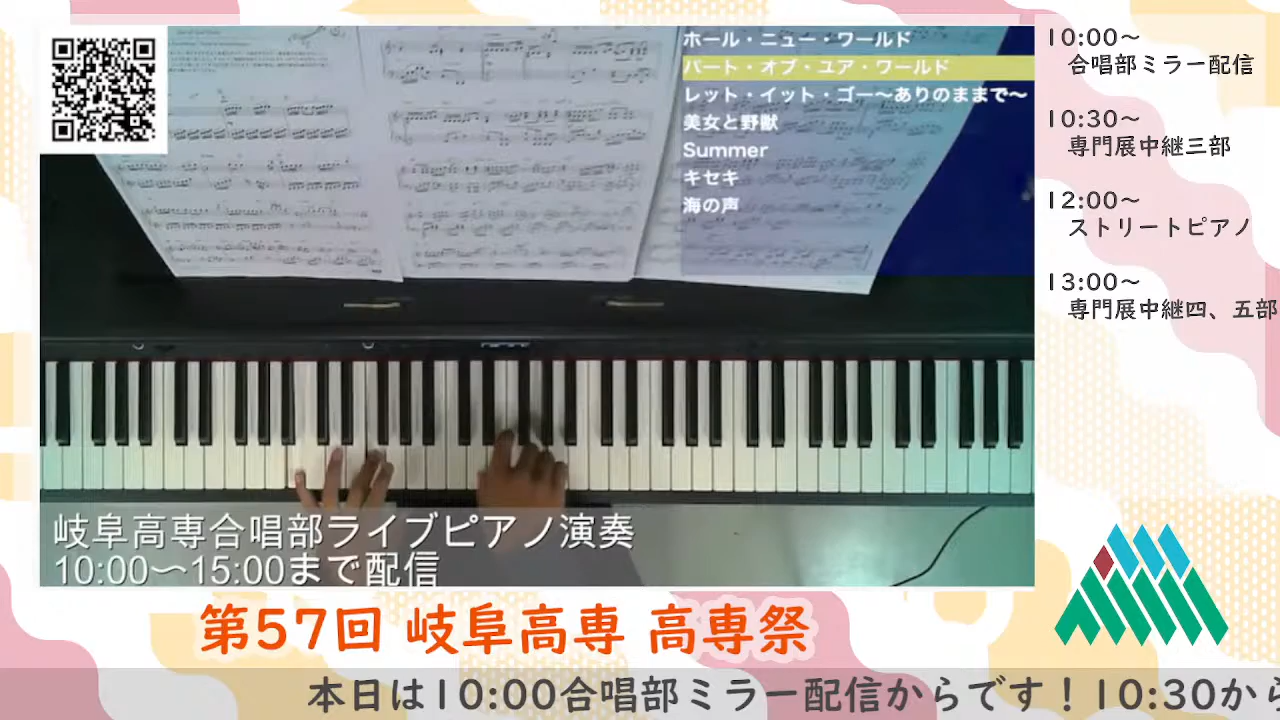 ホール・ニュー・ワールド
パート・オブ・ユア・ワールド
レット・イット・ゴー〜ありのままで〜
美女と野獣
Summer
キセキ
海の声
10:00〜
合唱部ミラー配信
10:30〜
専門展中継三部
12:00〜
ストリートピアノ
13:00〜
専門展中継四、五部
岐阜高専合唱部ライブピアノ演奏
10:00〜15:00まで配信
第57回 岐阜高専 高専祭
本日は10:00合唱部ミラー配信からです！10:30から